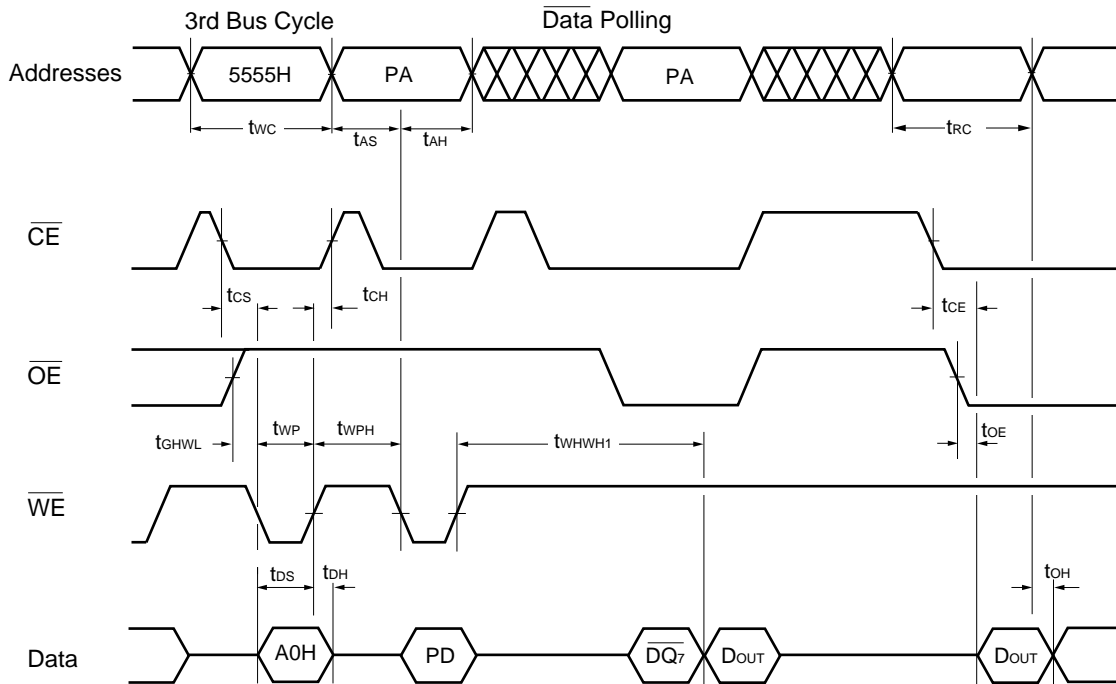 3rd Bus Cycle
Data Polling
Addresses
5555H
PA
PA
tWC
tAS
tAH
tRC
CE
tCS
tCH
tCE
OE
tGHWL
tWP
tWPH
tWHWH1
tOE
WE
tDS
tDH
tOH
Data
A0H
PD
DQ7
DOUT
DOUT